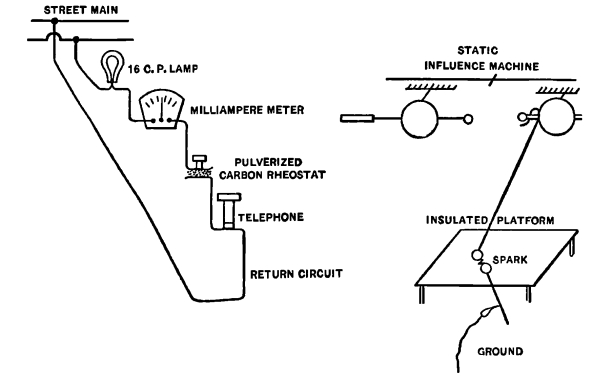 STREET MAIN
16 C. P. LAMP
MILLIAMPERE METER
PULVERIZED
CARBON RHEOSTAT
TELEPHONE
RETURN CIRCUIT
STATIC
INFLUENCE MACHINE
INSULATED PLATFORM
SPARK
GROUND